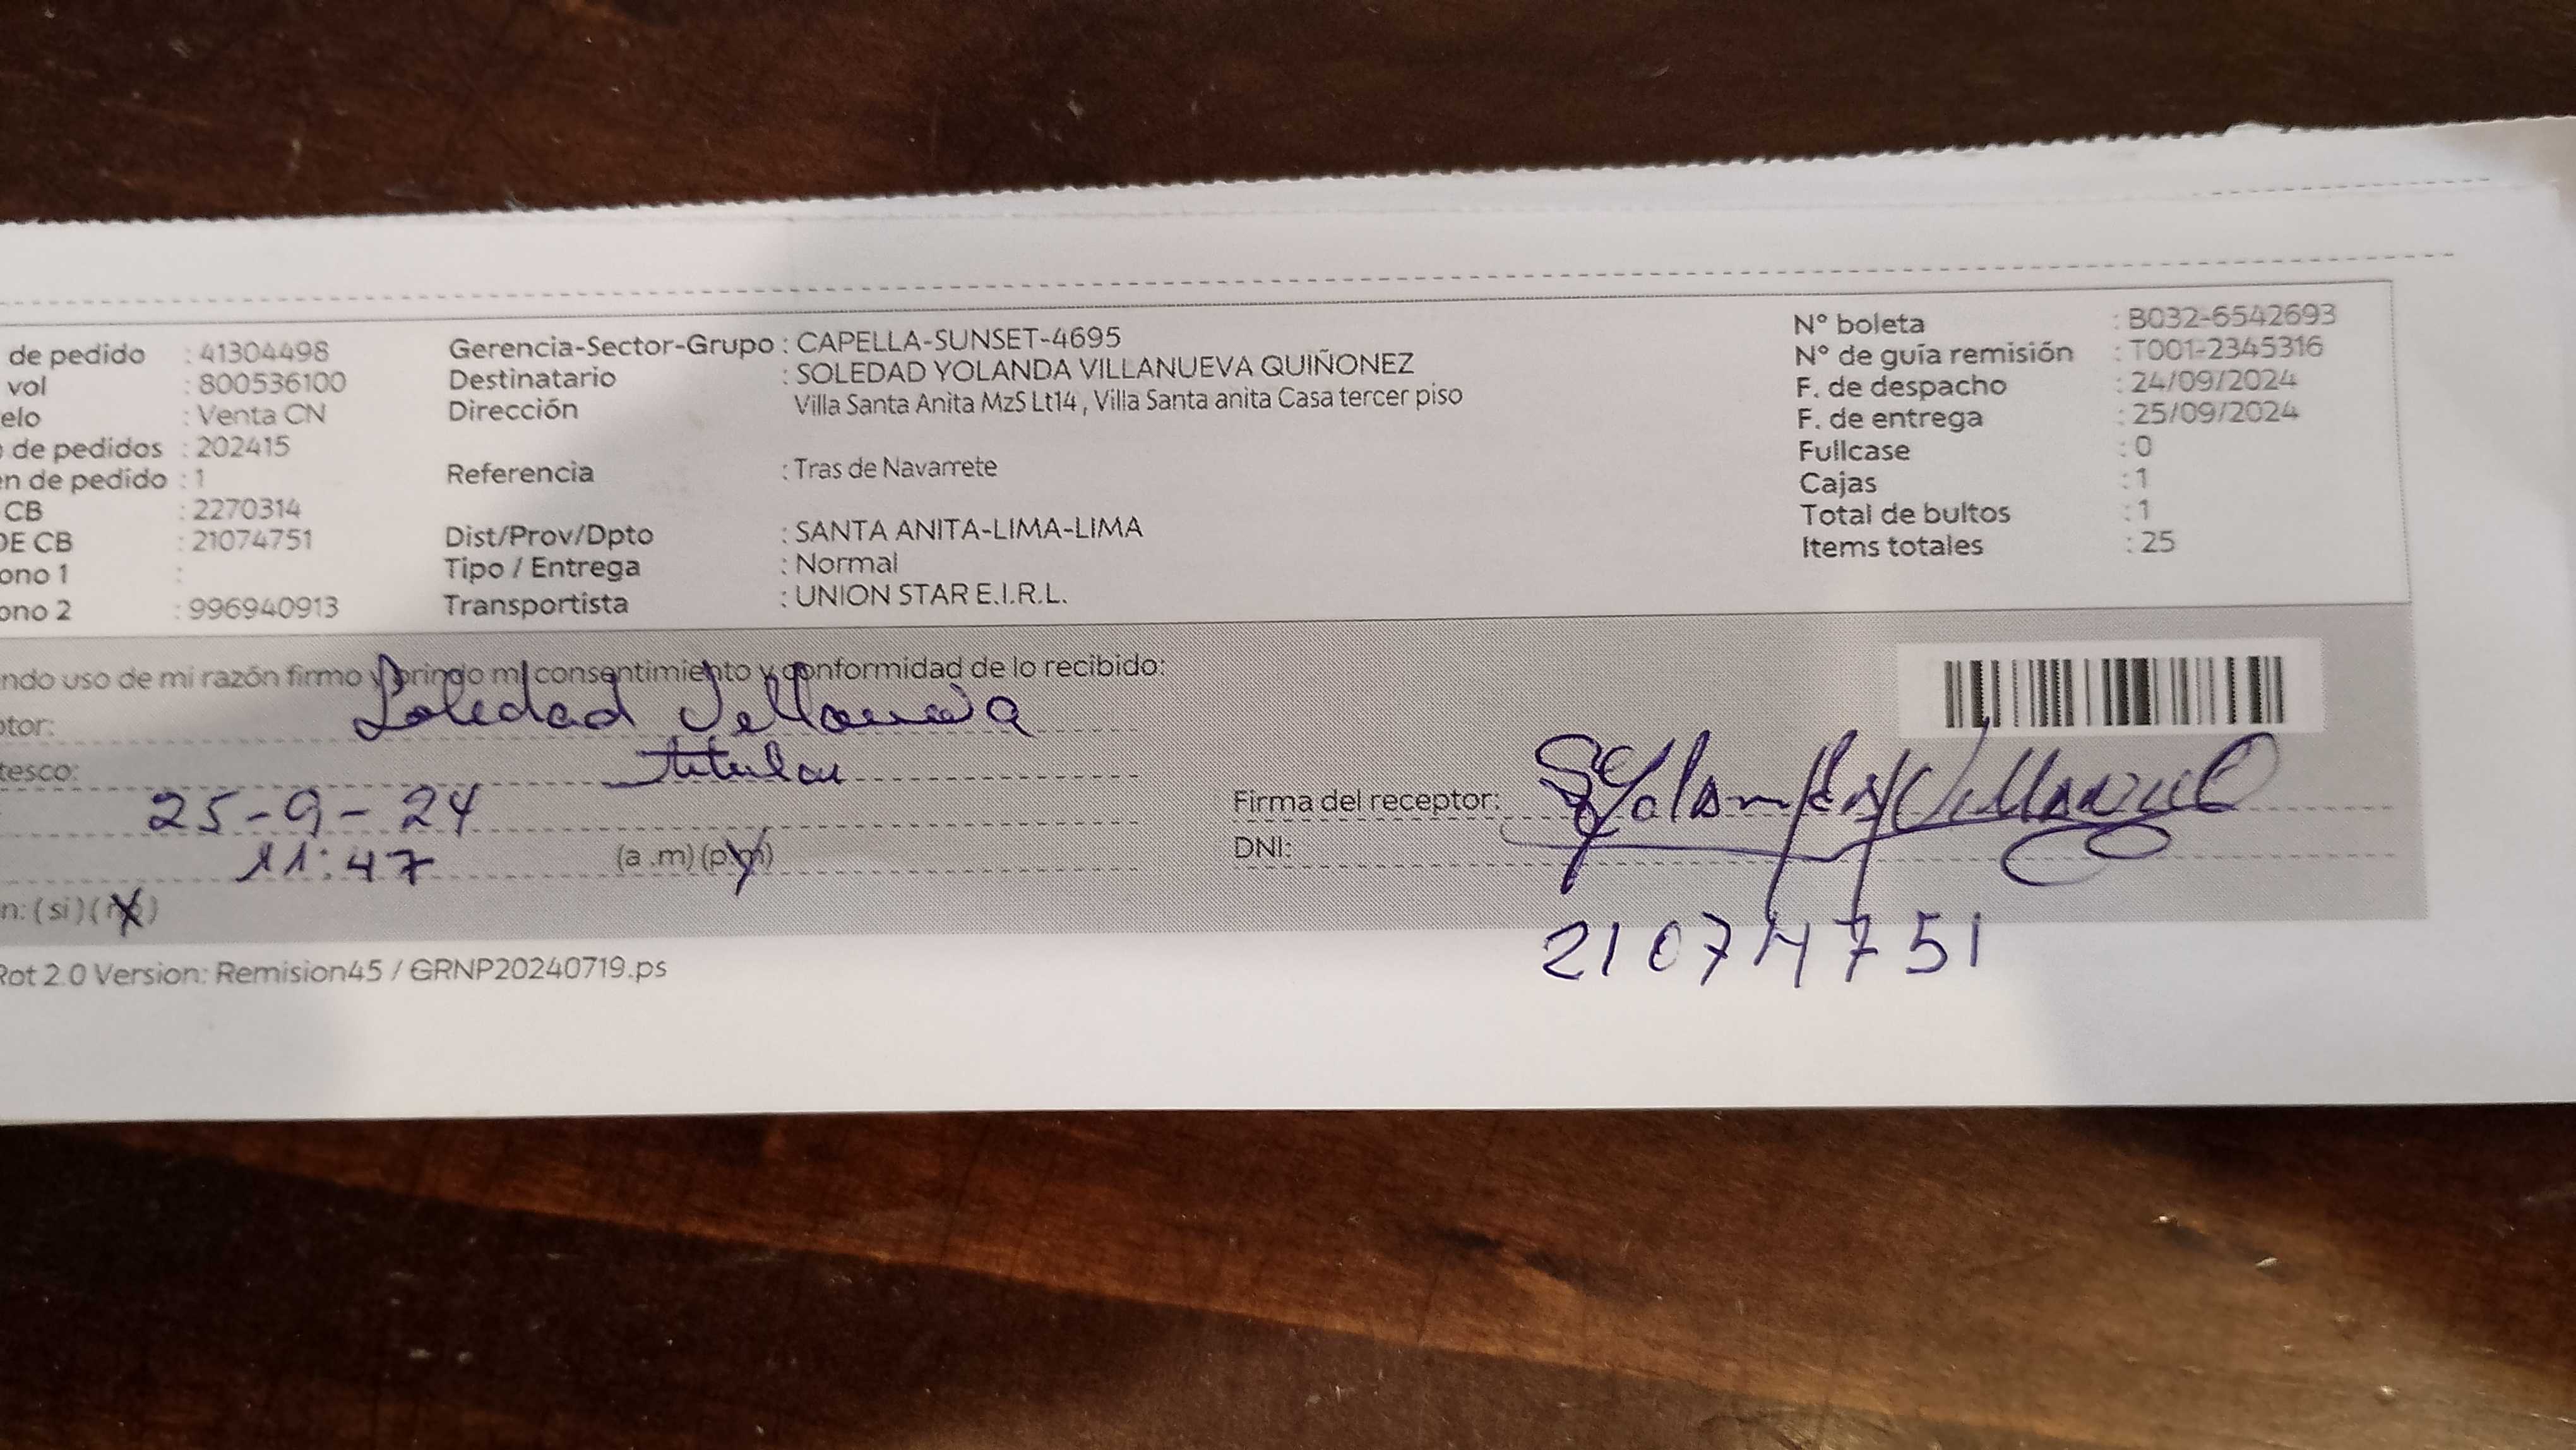 de pedido : 41304498 Gerencia-Sector-Grupo : CAPELLA-SUNSET-4695 N° boleta : B032-6542693
vol : 800536100 Destinatario : SOLEDAD YOLANDA VILLANUEVA QUIÑONEZ N° de guía remisión : T001-2345316
elo : Venta CN Dirección Villa Santa Anita MzS Lt14 , Villa Santa anita Casa tercer piso F. de despacho : 24/09/2024
de pedidos : 202415 F. de entrega : 25/09/2024
en de pedido : 1 Referencia : Tras de Navarrete Fullcase : 0
CB : 2270314 Cajas : 1
DE CB : 21074751 Dist/Prov/Dpto : SANTA ANITA-LIMA-LIMA Total de bultos : 1
ono 1 : Tipo / Entrega : Normal Items totales : 25
ono 2 : 996940913 Transportista : UNION STAR E.I.R.L.
ndo uso de mi razón firmo y brindo mi consentimiento y conformidad de lo recibido:
otor: Soledad Villanueva
tesco: titular
25-9-24 Firma del receptor:
11:47 (a .m) (p.m) DNI:
n: (si) (no) 21074751
Rot 2.0 Version: Remision45 / GRNP20240719.ps